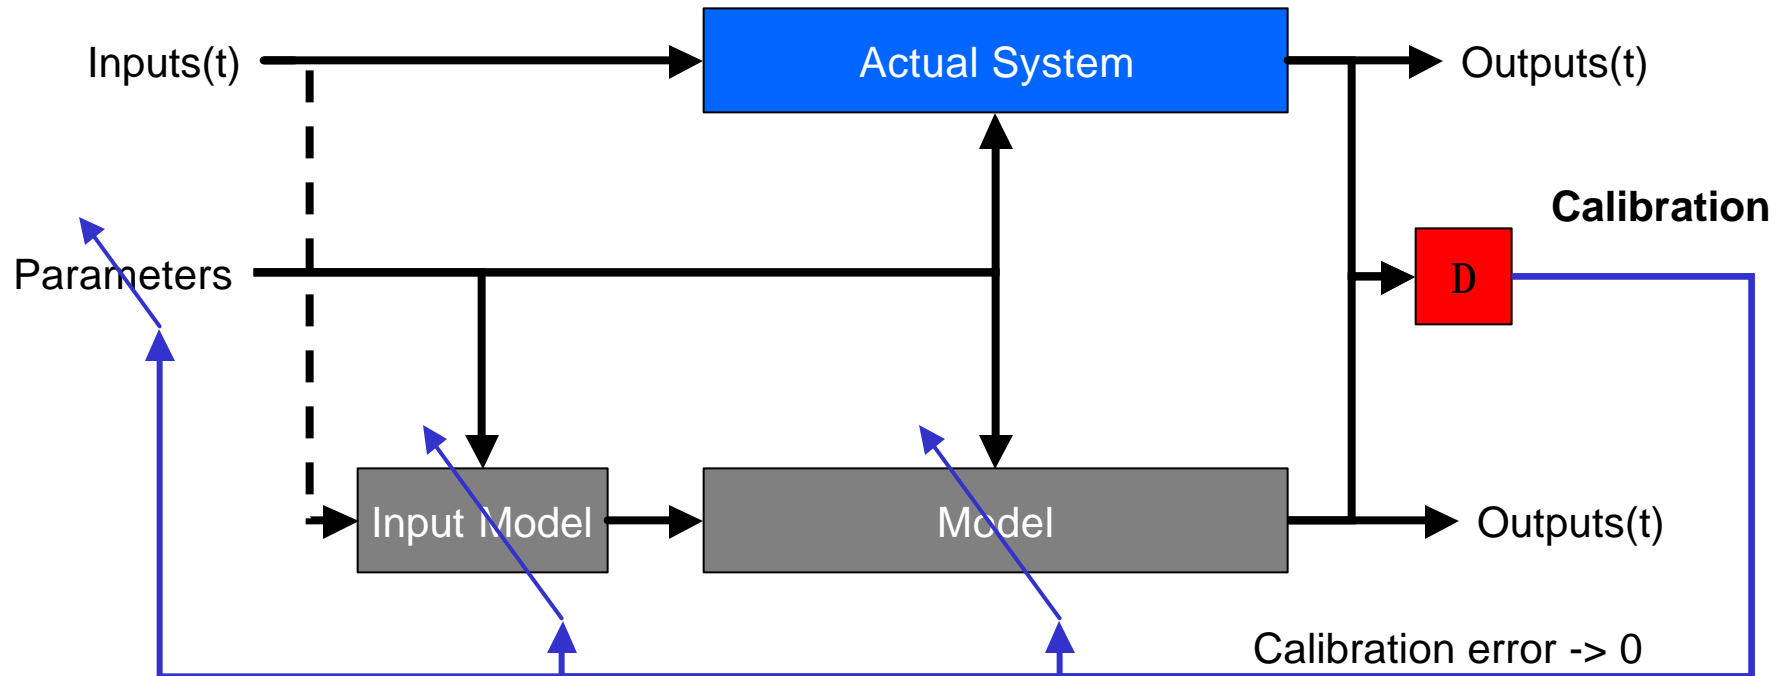 Inputs(t)
Actual System
Outputs(t)
Calibration
Parameters
D
Input Model
Model
Outputs(t)
Calibration error -> 0